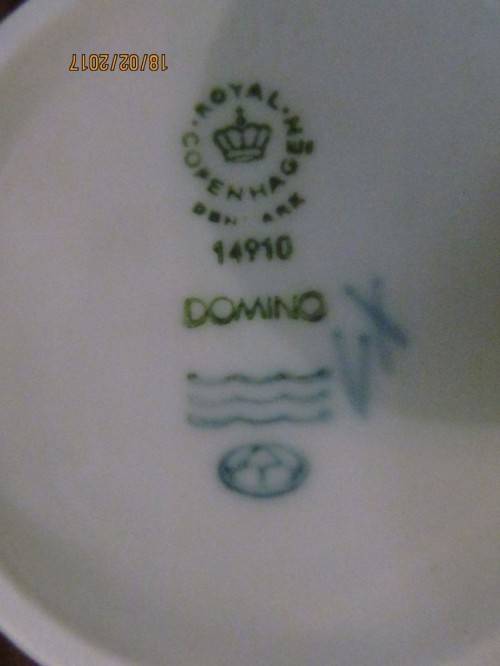 18/02/2017
ROYAL
COPENHAGEN
DENMARK
14910
DOMINO